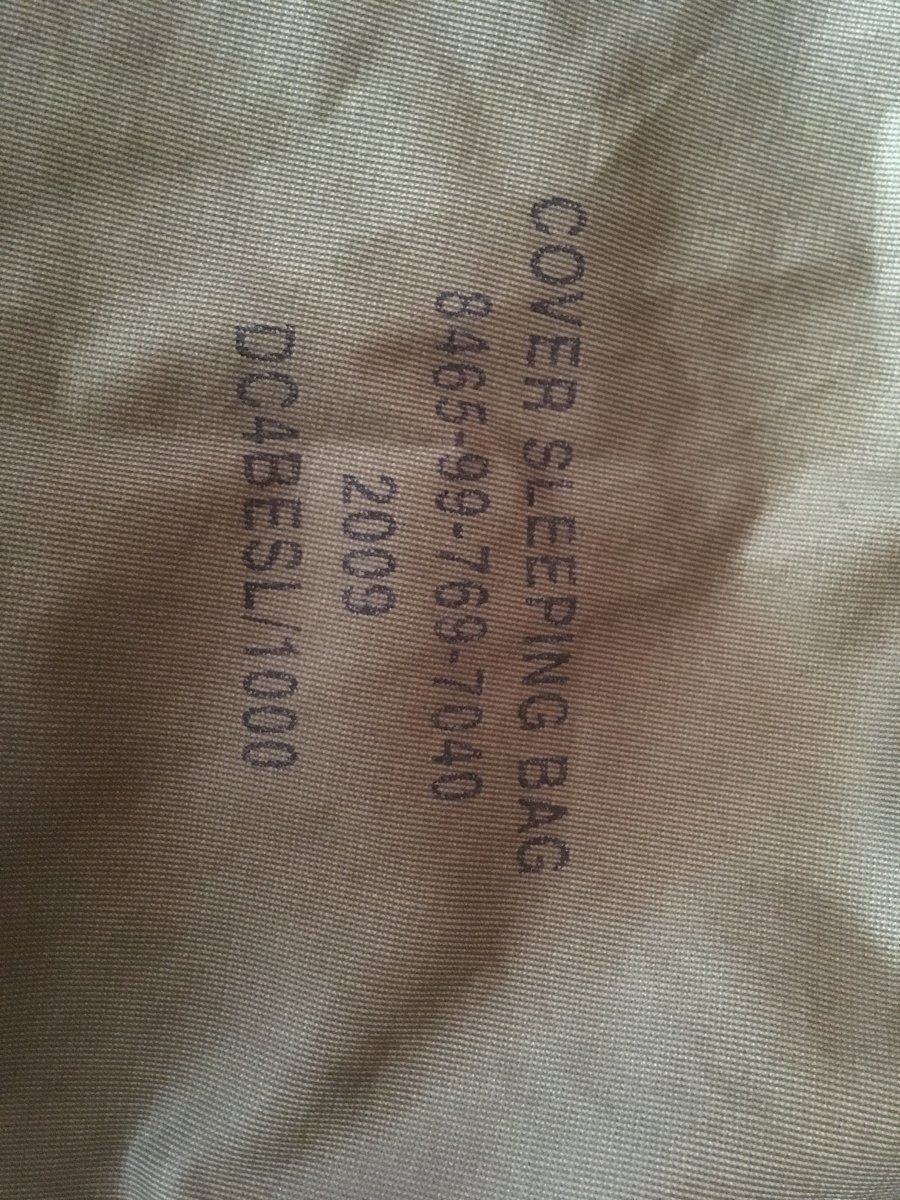 COVER SLEEPING BAG
8465-99-769-7040
2009
DC4BESL/1000